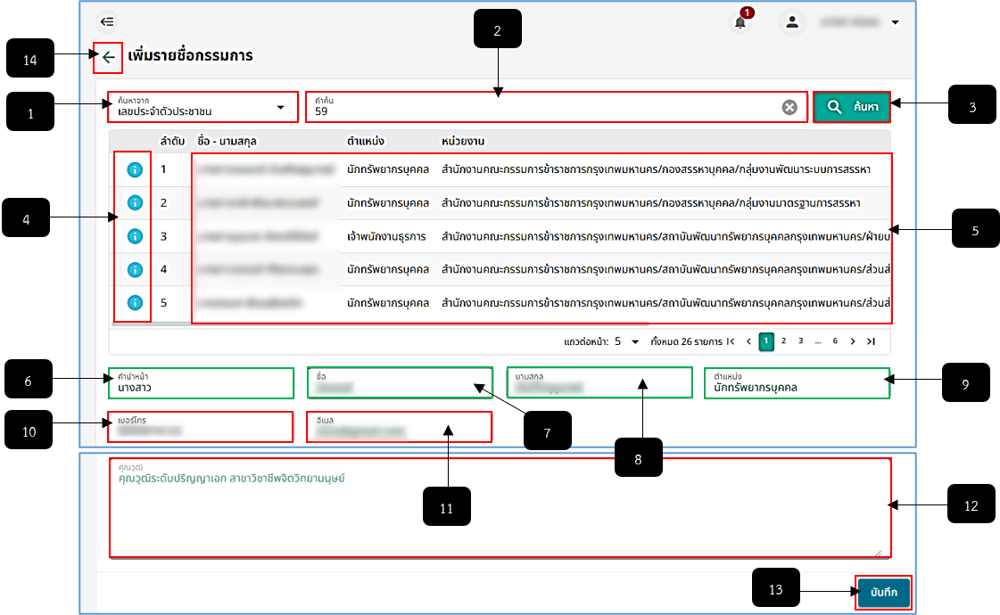 1
2
14
เพิ่มรายชื่อกรรมการ
1
ค้นหาจาก
เลขประจำตัวประชาชน
คำค้น
59
ค้นหา
3
ลำดับ ชื่อ - นามสกุล ตำแหน่ง หน่วยงาน
1 นักทรัพยากรบุคคล สำนักงานคณะกรรมการข้าราชการกรุงเทพมหานคร/กองสรรหาบุคคล/กลุ่มงานพัฒนาระบบการสรรหา
2 นักทรัพยากรบุคคล สำนักงานคณะกรรมการข้าราชการกรุงเทพมหานคร/กองสรรหาบุคคล/กลุ่มงานมาตรฐานการสรรหา
4
5
3 เจ้าพนักงานธุรการ สำนักงานคณะกรรมการข้าราชการกรุงเทพมหานคร/สถาบันพัฒนาทรัพยากรบุคคลกรุงเทพมหานคร/ฝ่ายบ
4 นักทรัพยากรบุคคล สำนักงานคณะกรรมการข้าราชการกรุงเทพมหานคร/สถาบันพัฒนาทรัพยากรบุคคลกรุงเทพมหานคร/ส่วนส่
5 นักทรัพยากรบุคคล สำนักงานคณะกรรมการข้าราชการกรุงเทพมหานคร/สถาบันพัฒนาทรัพยากรบุคคลกรุงเทพมหานคร/ส่วนส่
แถวต่อหน้า: 5 ทั้งหมด 26 รายการ 1 2 3 ... 6
6
คำนำหน้า
นางสาว
ชื่อ
นามสกุล
ตำแหน่ง
นักทรัพยากรบุคคล
9
10
เบอร์โทร
อีเมล
7
8
คุณวุฒิ
คุณวุฒิระดับปริญญาเอก สาขาวิชาชีพจิตวิทยามนุษย์
11
12
13
บันทึก